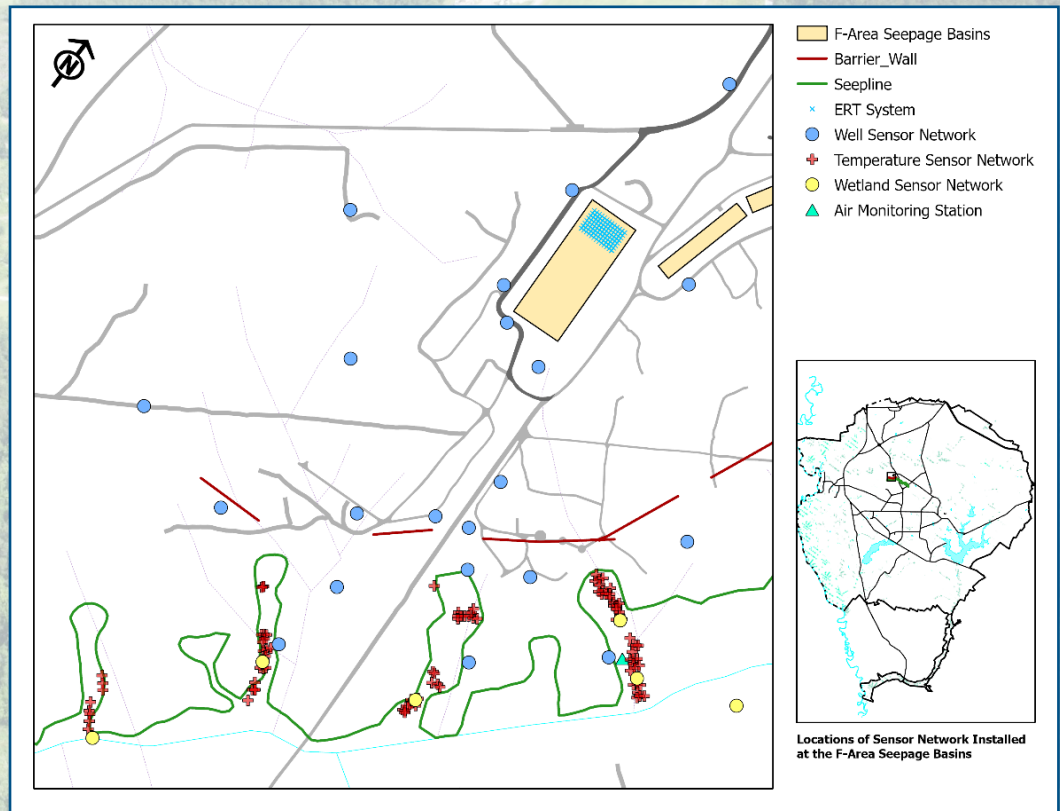 N
F-Area Seepage Basins
Barrier_Wall
Seepline
ERT System
Well Sensor Network
Temperature Sensor Network
Wetland Sensor Network
Air Monitoring Station
Locations of Sensor Network Installed
at the F-Area Seepage Basins